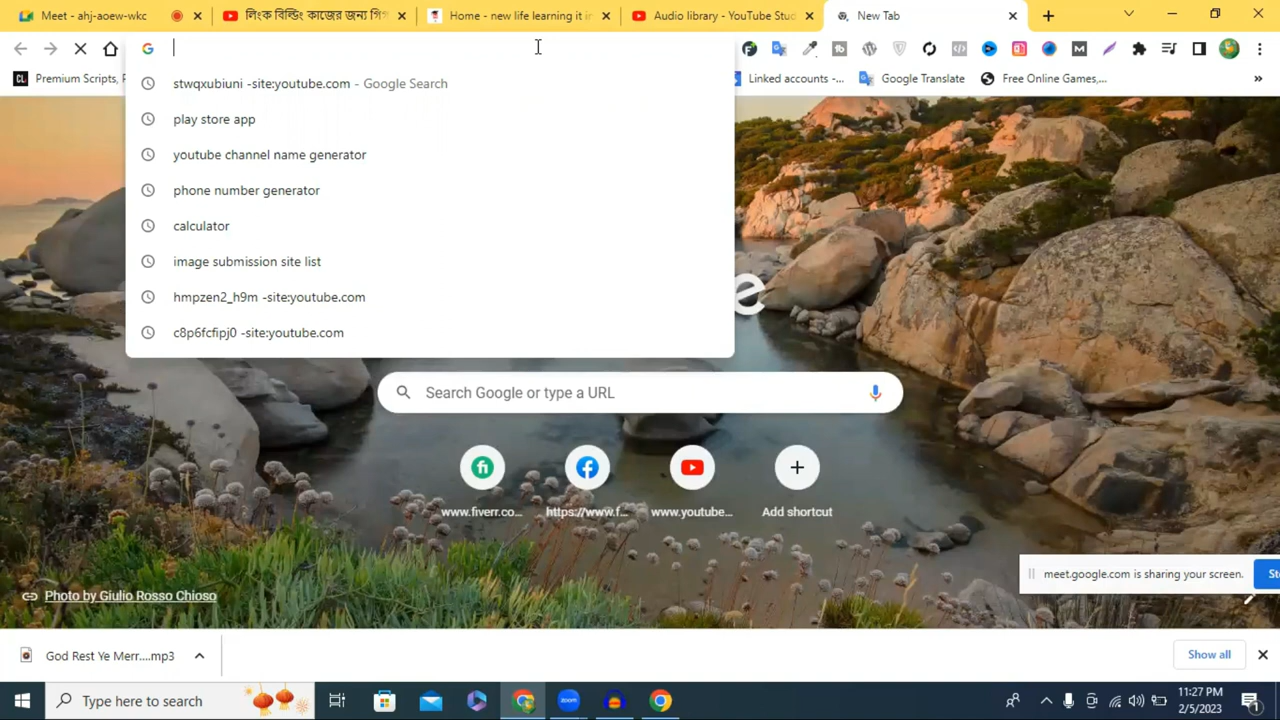 Meet - ahj-aoew-wkc
লিংক বিল্ডিং কাজের জন্য গিগ
Home - new life learning it in
Audio library - YouTube Stud
New Tab
Premium Scripts, P
Linked accounts -...
Google Translate
Free Online Games,...
»
stwqxubiuni -site:youtube.com - Google Search
play store app
youtube channel name generator
phone number generator
calculator
image submission site list
hmpzen2_h9m -site:youtube.com
c8p6fcfipj0 -site:youtube.com
e
Search Google or type a URL
www.fiverr.co...
https://www.f...
www.youtube...
Add shortcut
meet.google.com is sharing your screen.
St
Photo by Giulio Rosso Chioso
God Rest Ye Merr....mp3
Show all
Type here to search
zoom
11:27 PM
2/5/2023
1